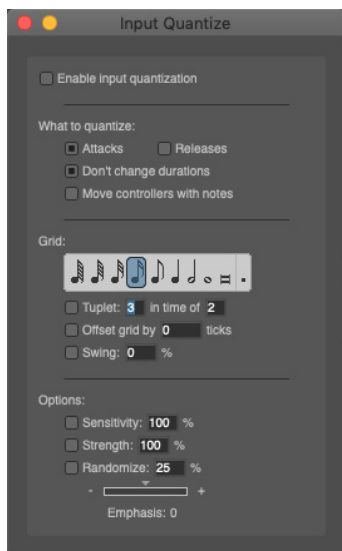 Input Quantize
Enable input quantization
What to quantize:
Attacks Releases
Don't change durations
Move controllers with notes
Grid:
Tuplet: 3 in time of 2
Offset grid by 0 ticks
Swing: 0 %
Options:
Sensitivity: 100 %
Strength: 100 %
Randomize: 25 %
- +
Emphasis: 0